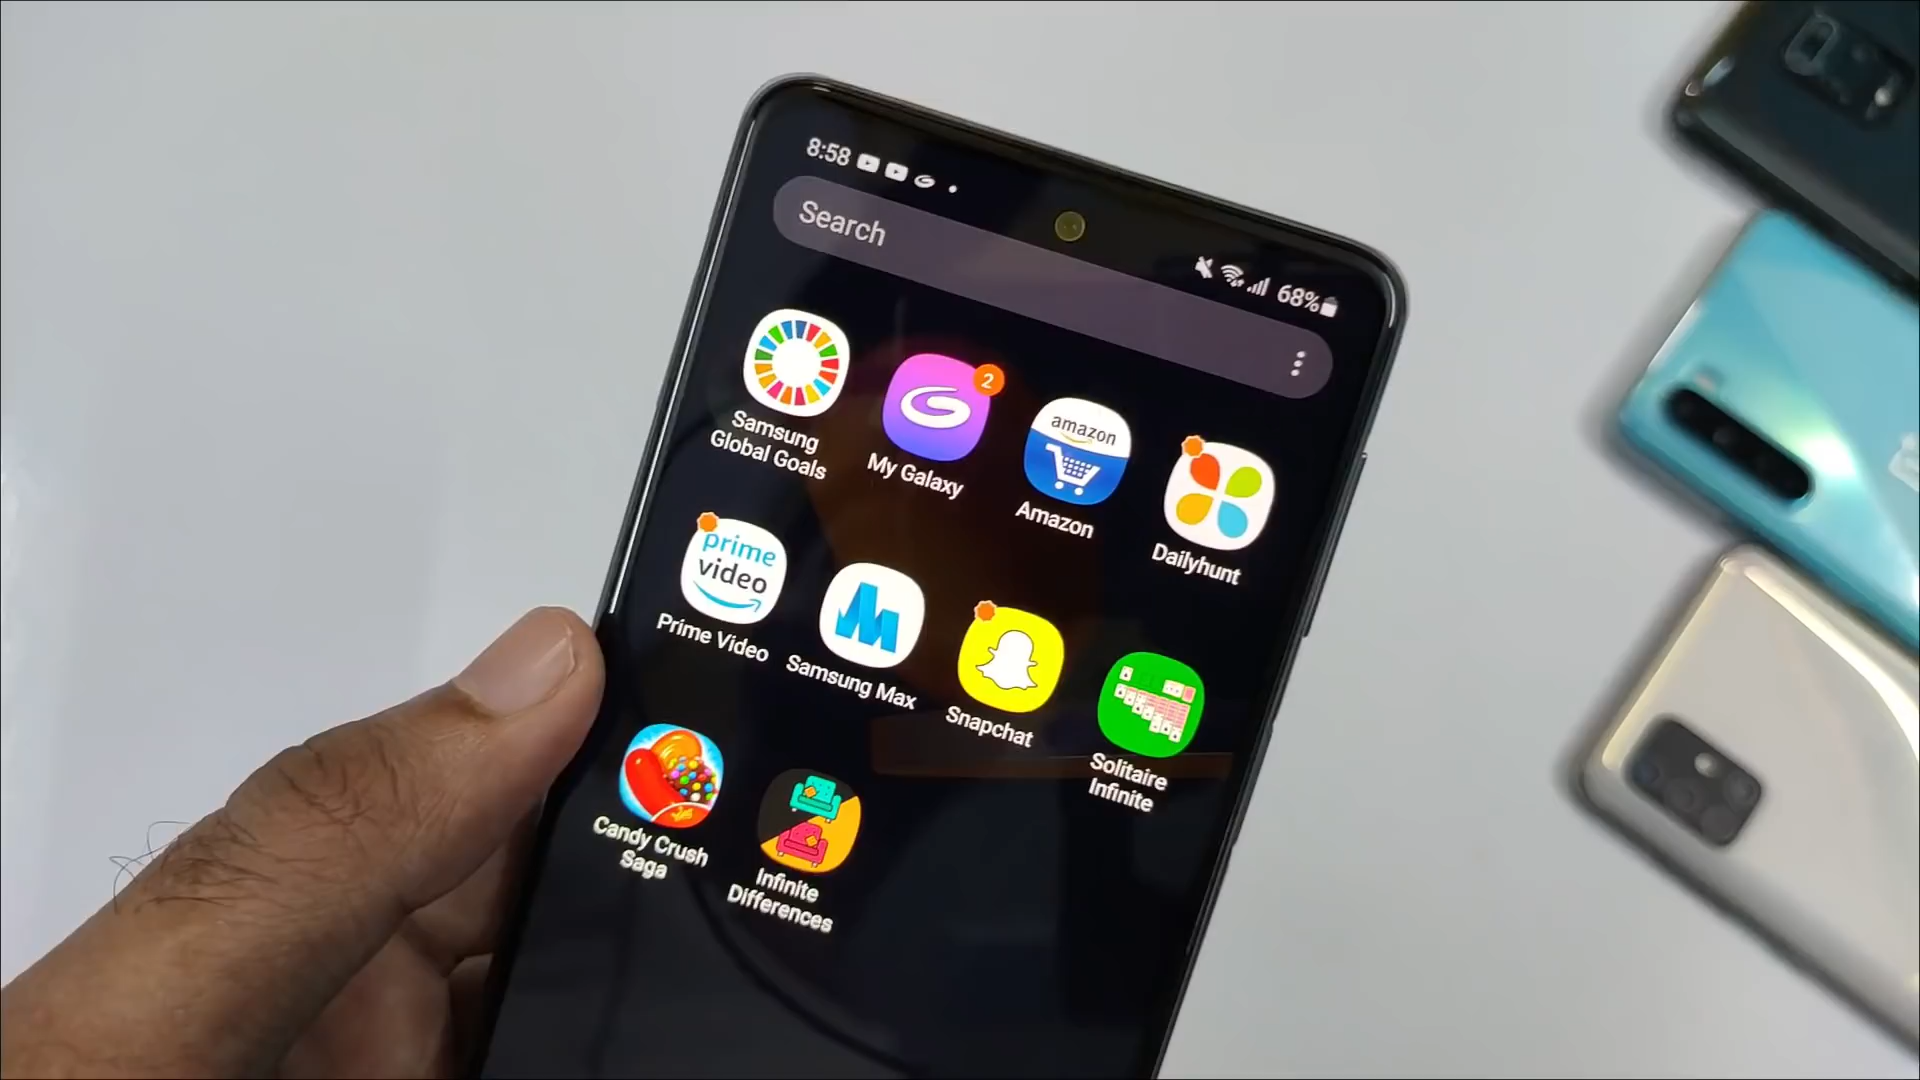 8:58
68%
Search
Samsung
Global Goals
My Galaxy
2
amazon
Amazon
Dailyhunt
prime
video
Prime Video
Samsung Max
Snapchat
Solitaire
Infinite
Candy Crush
Saga
Infinite
Differences